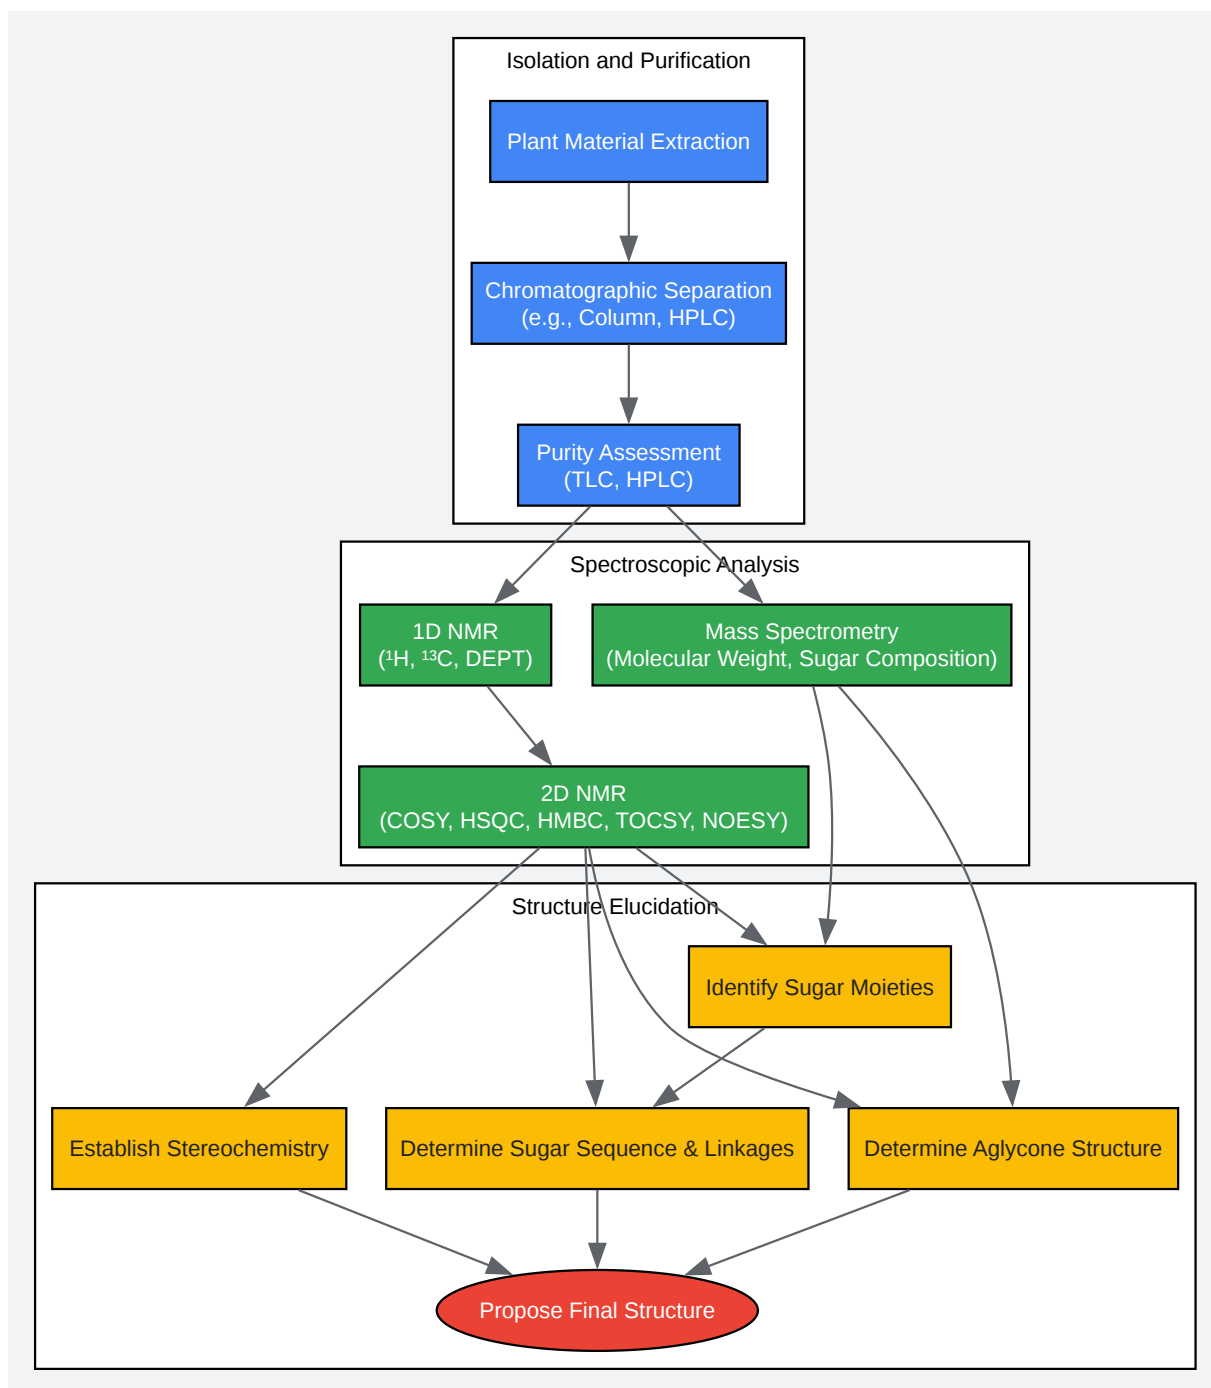 Isolation and Purification
Plant Material Extraction
Chromatographic Separation
(e.g., Column, HPLC)
Purity Assessment
(TLC, HPLC)
Spectroscopic Analysis
1D NMR
(¹H, ¹³C, DEPT)
Mass Spectrometry
(Molecular Weight, Sugar Composition)
2D NMR
(COSY, HSQC, HMBC, TOCSY, NOESY)
Structure Elucidation
Identify Sugar Moieties
Establish Stereochemistry
Determine Sugar Sequence & Linkages
Determine Aglycone Structure
Propose Final Structure